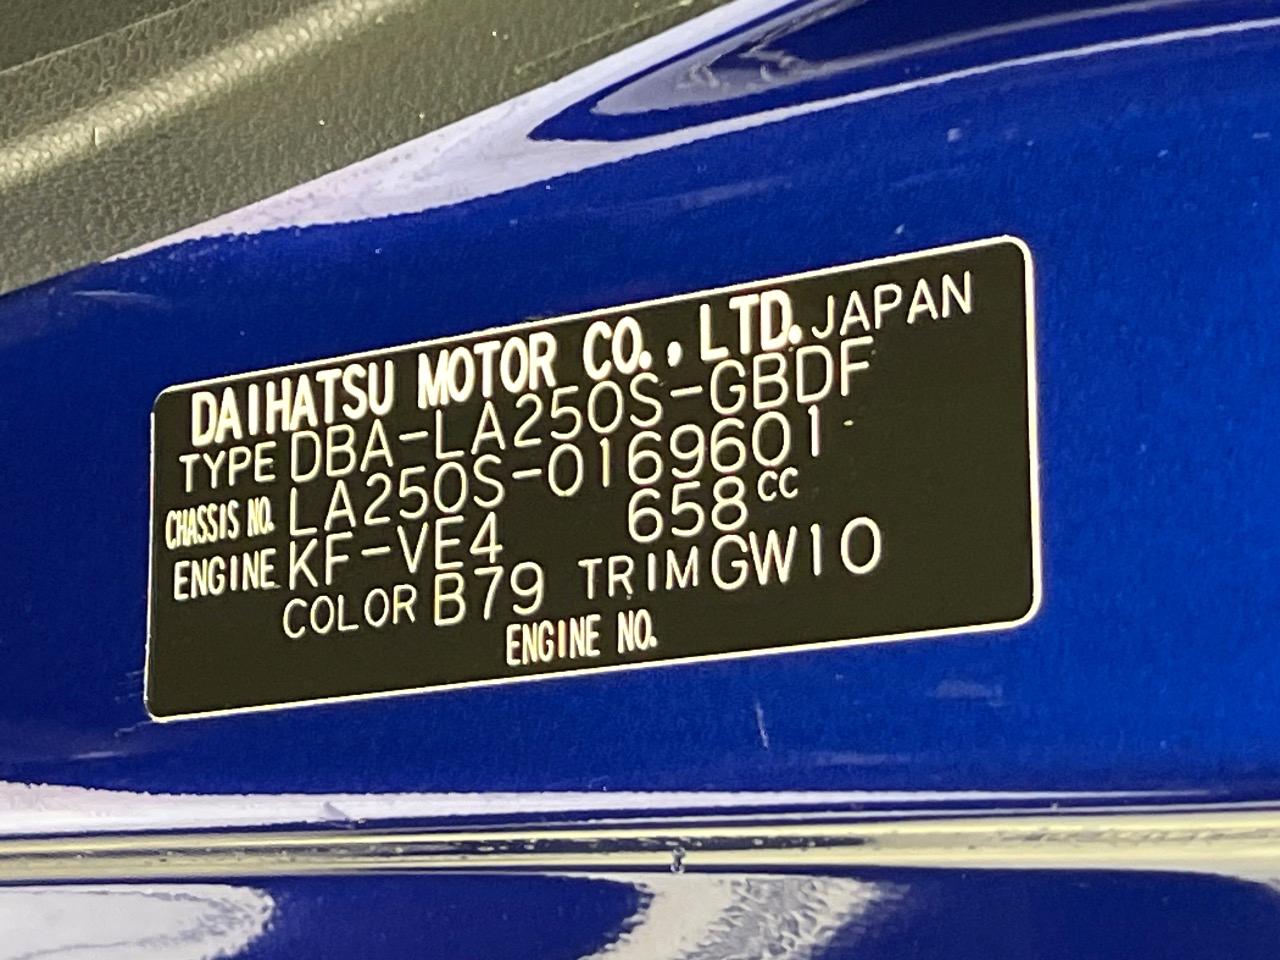 DAIHATSU MOTOR CO., LTD. JAPAN
TYPE DBA-LA250S-GBDF
CHASSIS NO. LA250S-0169601
ENGINE KF-VE4 658cc
COLOR B79 TRIM GW10
ENGINE NO.